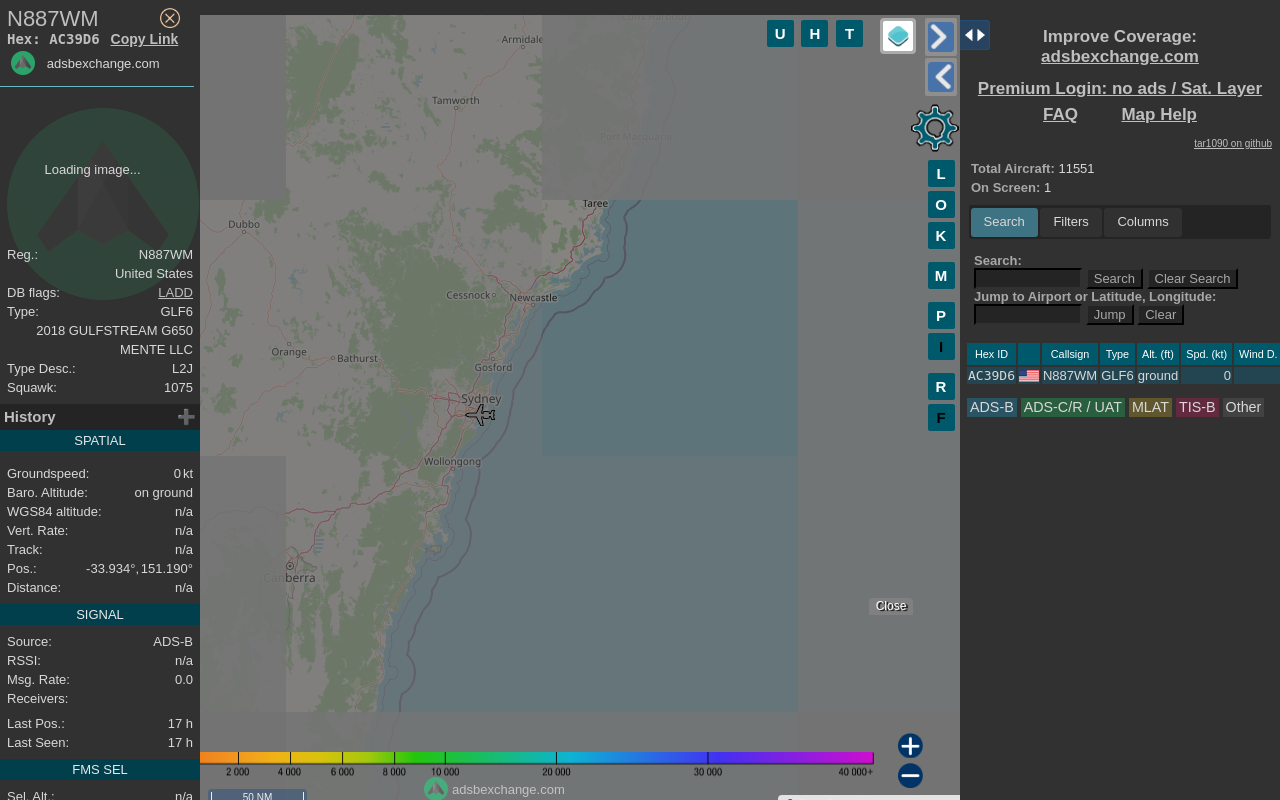 N887WM
Hex: AC39D6 Copy Link
adsbexchange.com
Loading image...
Reg.: N887WM
United States
DB flags: LADD
Type: GLF6
2018 GULFSTREAM G650
MENTE LLC
Type Desc.: L2J
Squawk: 1075
History
SPATIAL
Groundspeed: 0 kt
Baro. Altitude: on ground
WGS84 altitude: n/a
Vert. Rate: n/a
Track: n/a
Pos.: -33.934°, 151.190°
Distance: n/a
SIGNAL
Source: ADS-B
RSSI: n/a
Msg. Rate: 0.0
Receivers:
Last Pos.: 17 h
Last Seen: 17 h
FMS SEL
Sel. Alt.: n/a
Armidale
Tamworth
Port Macquarie
Taree
Dubbo
Cessnock
Newcastle
Orange
Bathurst
Gosford
Sydney
Wollongong
Canberra
U H T
L
O
K
M
P
I
R
F
Close
2 000 4 000 6 000 8 000 10 000 20 000 30 000 40 000+
adsbexchange.com
50 NM
Improve Coverage:
adsbexchange.com
Premium Login: no ads / Sat. Layer
FAQ Map Help
tar1090 on github
Total Aircraft: 11551
On Screen: 1
Search Filters Columns
Search:
Search Clear Search
Jump to Airport or Latitude, Longitude:
Jump Clear
Hex ID Callsign Type Alt. (ft) Spd. (kt) Wind D.
AC39D6 N887WM GLF6 ground 0
ADS-B ADS-C/R / UAT MLAT TIS-B Other